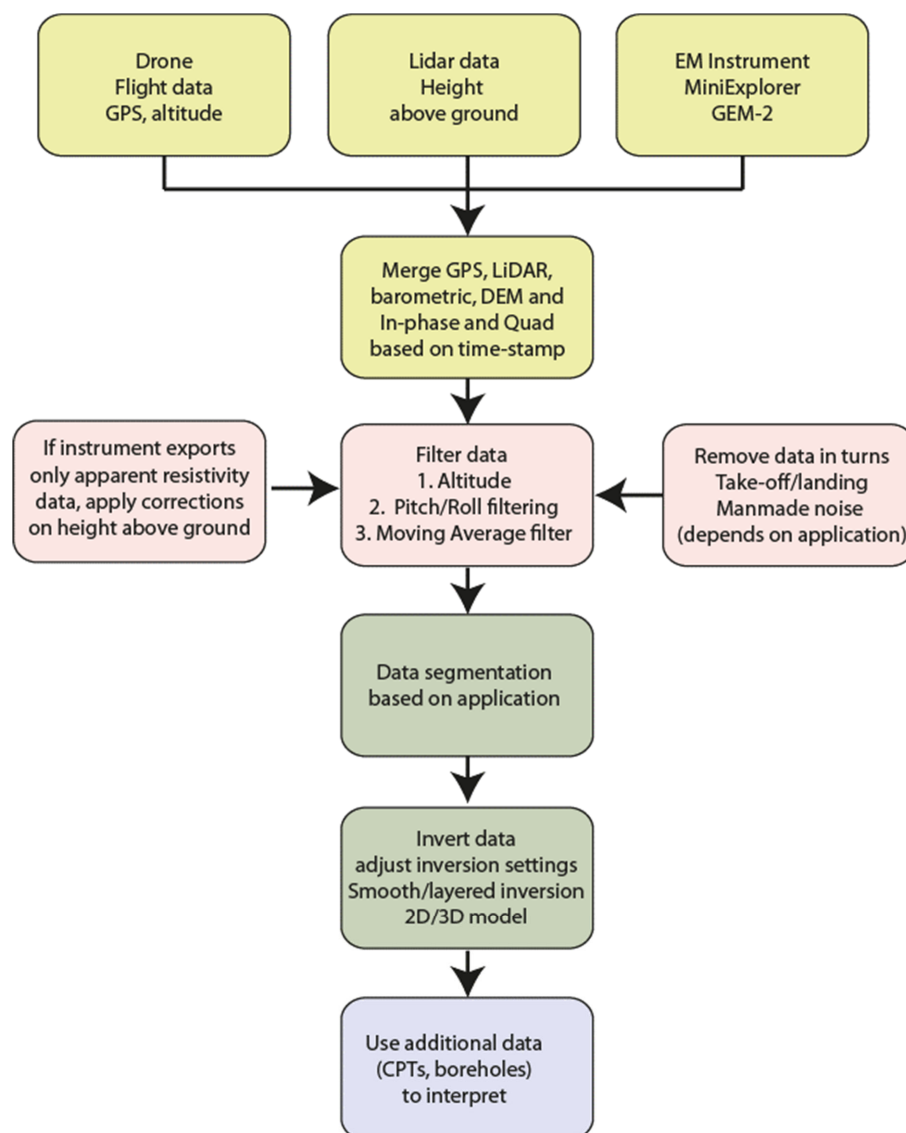 Drone
Flight data
GPS, altitude
Lidar data
Height
above ground
EM Instrument
MiniExplorer
GEM-2
Merge GPS, LiDAR,
barometric, DEM and
In-phase and Quad
based on time-stamp
If instrument exports
only apparent resistivity
data, apply corrections
on height above ground
Filter data
1. Altitude
2. Pitch/Roll filtering
3. Moving Average filter
Remove data in turns
Take-off/landing
Manmade noise
(depends on application)
Data segmentation
based on application
Invert data
adjust inversion settings
Smooth/layered inversion
2D/3D model
Use additional data
(CPTs, boreholes)
to interpret